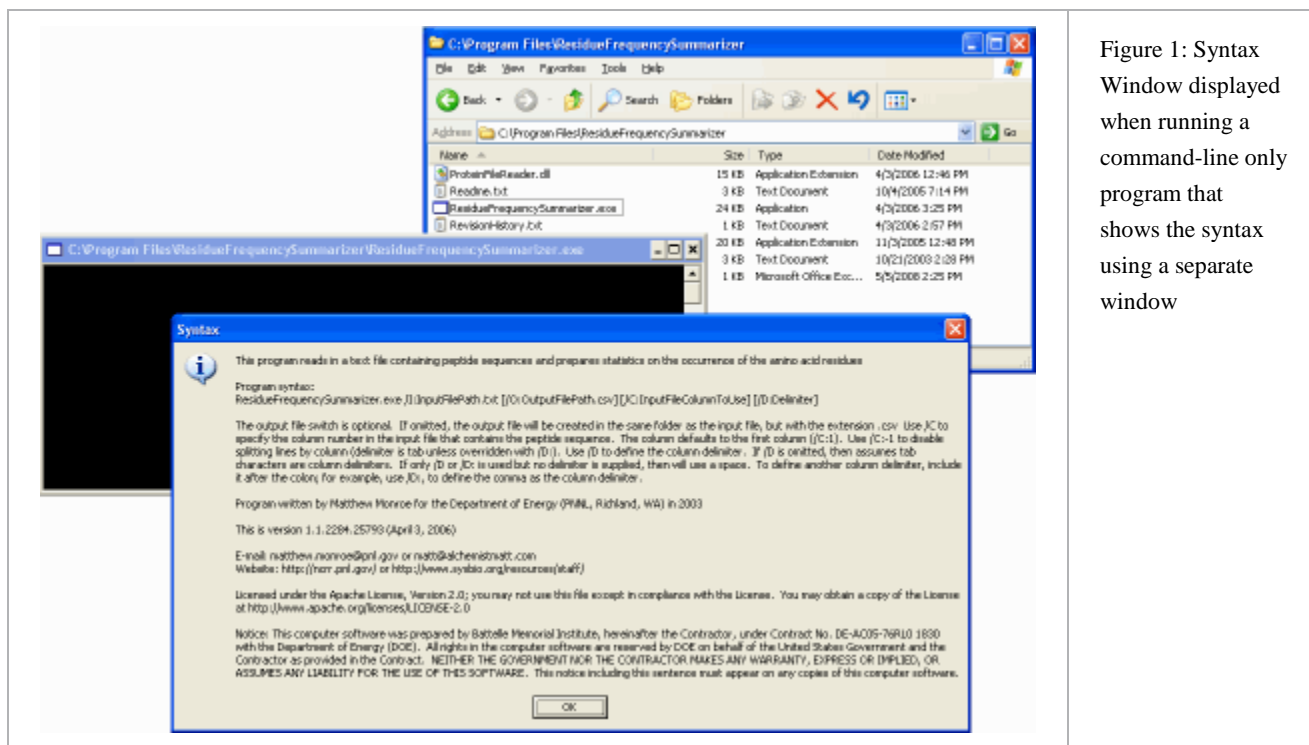 C:\Program Files\ResidueFrequencySummarizer
File Edit View Favorites Tools Help
Back Search Folders
Address C:\Program Files\ResidueFrequencySummarizer Go
Name Size Type Date Modified
ProteinFileReader.dll 15 KB Application Extension 4/3/2006 12:46 PM
Readme.txt 3 KB Text Document 10/4/2005 7:14 PM
ResidueFrequencySummarizer.exe 24 KB Application 4/3/2006 3:25 PM
RevisionHistory.txt 1 KB Text Document 4/3/2006 2:57 PM
20 KB Application Extension 11/3/2005 12:48 PM
3 KB Text Document 10/21/2003 2:28 PM
1 KB Microsoft Office Exc... 5/5/2006 2:25 PM
C:\Program Files\ResidueFrequencySummarizer\ResidueFrequencySummarizer.exe
Syntax
This program reads in a text file containing peptide sequences and prepares statistics on the occurrence of the amino acid residues
Program syntax:
ResidueFrequencySummarizer.exe /I:InputFilePath.txt [/O:OutputFilePath.csv][/C:InputFileColumnToUse] [/D:Delimiter]
The output file switch is optional. If omitted, the output file will be created in the same folder as the input file, but with the extension .csv Use /C to
specify the column number in the input file that contains the peptide sequence. The column defaults to the first column (/C:1). Use /C:-1 to disable
splitting lines by column (delimiter is tab unless overridden with /D:). Use /D to define the column delimiter. If /D is omitted, then assumes tab
characters are column delimiters. If only /D or /D: is used but no delimiter is supplied, then will use a space. To define another column delimiter, include
it after the colon; for example, use /D:, to define the comma as the column delimiter.
Program written by Matthew Monroe for the Department of Energy (PNNL, Richland, WA) in 2003
This is version 1.1.2284.25793 (April 3, 2006)
E-mail: matthew.monroe@pnl.gov or matt@alchemistmatt.com
Website: http://ncrr.pnl.gov/ or http://www.sysbio.org/resources/staff/
Licensed under the Apache License, Version 2.0; you may not use this file except in compliance with the License. You may obtain a copy of the License
at http://www.apache.org/licenses/LICENSE-2.0
Notice: This computer software was prepared by Battelle Memorial Institute, hereinafter the Contractor, under Contract No. DE-AC05-76RL0 1830
with the Department of Energy (DOE). All rights in the computer software are reserved by DOE on behalf of the United States Government and the
Contractor as provided in the Contract. NEITHER THE GOVERNMENT NOR THE CONTRACTOR MAKES ANY WARRANTY, EXPRESS OR IMPLIED, OR
ASSUMES ANY LIABILITY FOR THE USE OF THIS SOFTWARE. This notice including this sentence must appear on any copies of this computer software.
OK
Figure 1: Syntax
Window displayed
when running a
command-line only
program that
shows the syntax
using a separate
window